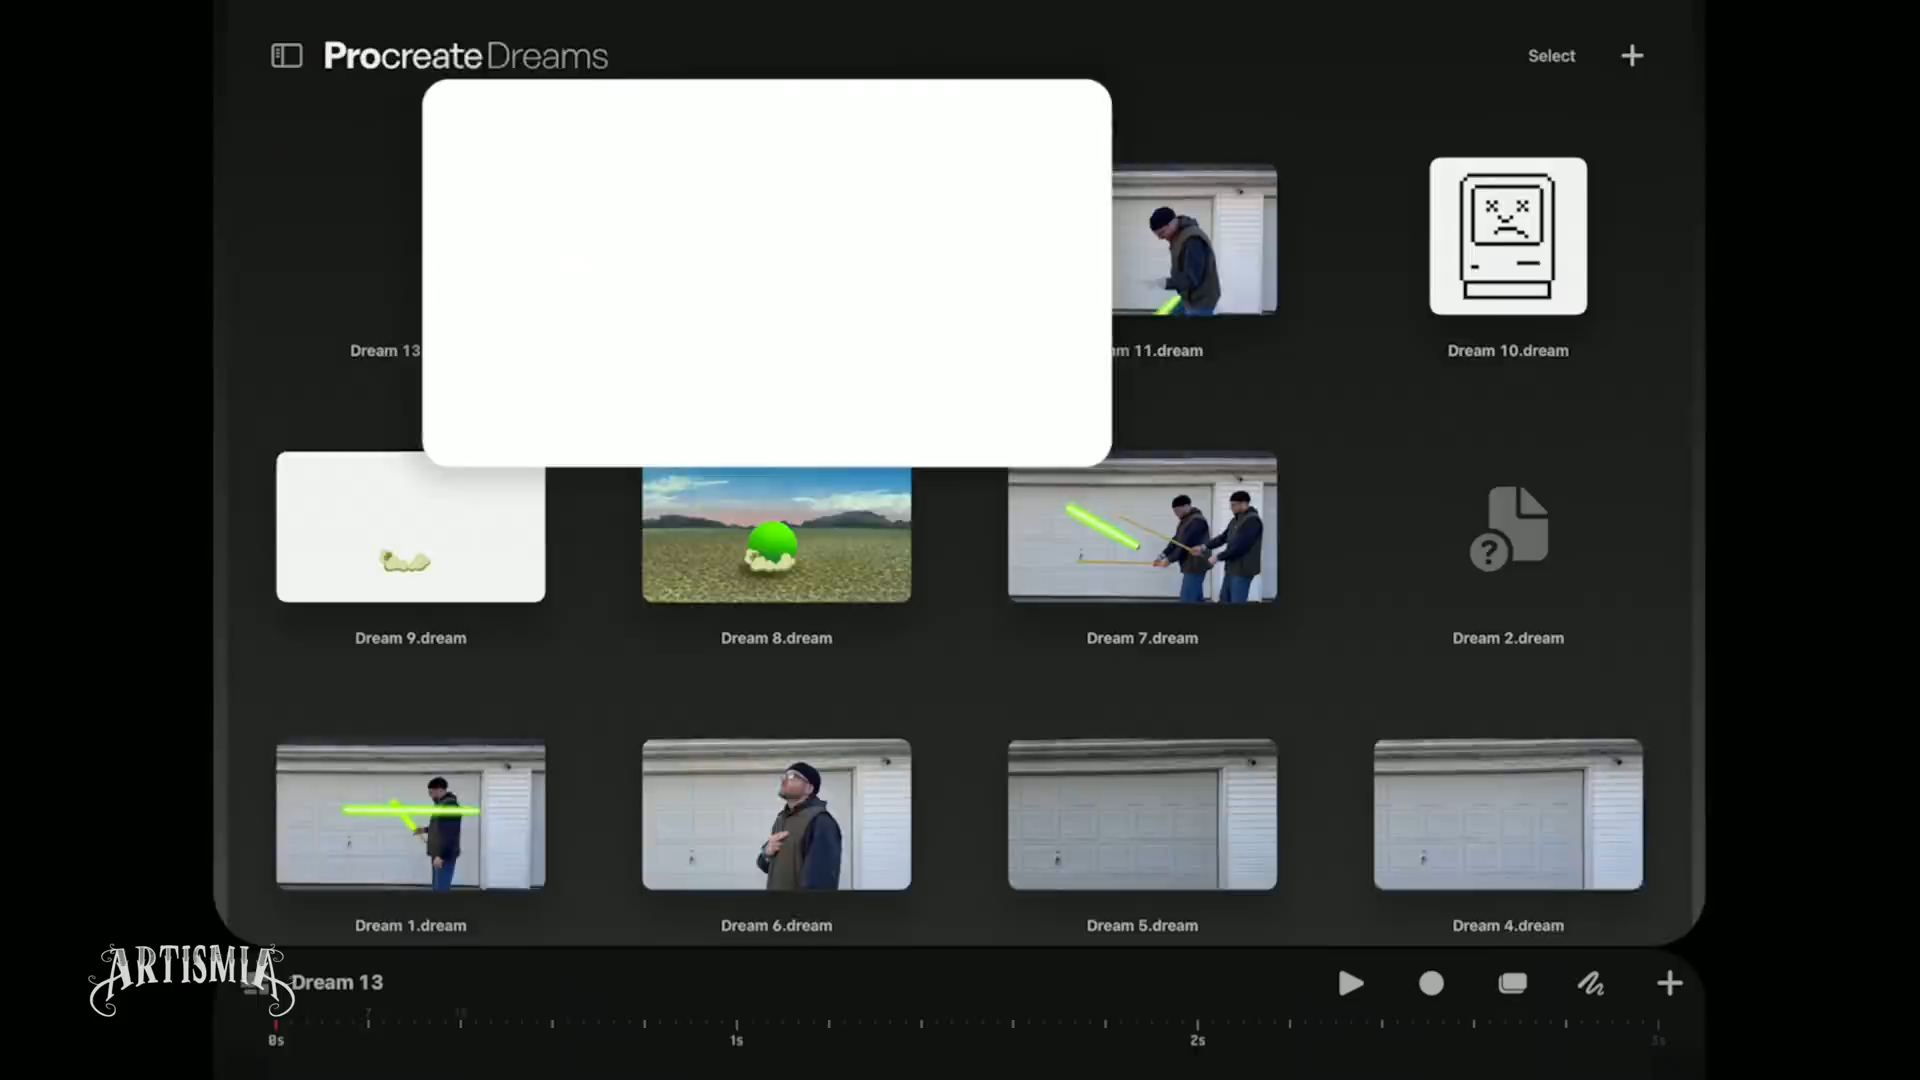 Procreate Dreams
Select
Dream 13
m 11.dream
Dream 10.dream
?
Dream 9.dream
Dream 8.dream
Dream 7.dream
Dream 2.dream
Dream 1.dream
Dream 6.dream
Dream 5.dream
Dream 4.dream
ARTISMIA
Dream 13
0s
1s
2s
3s